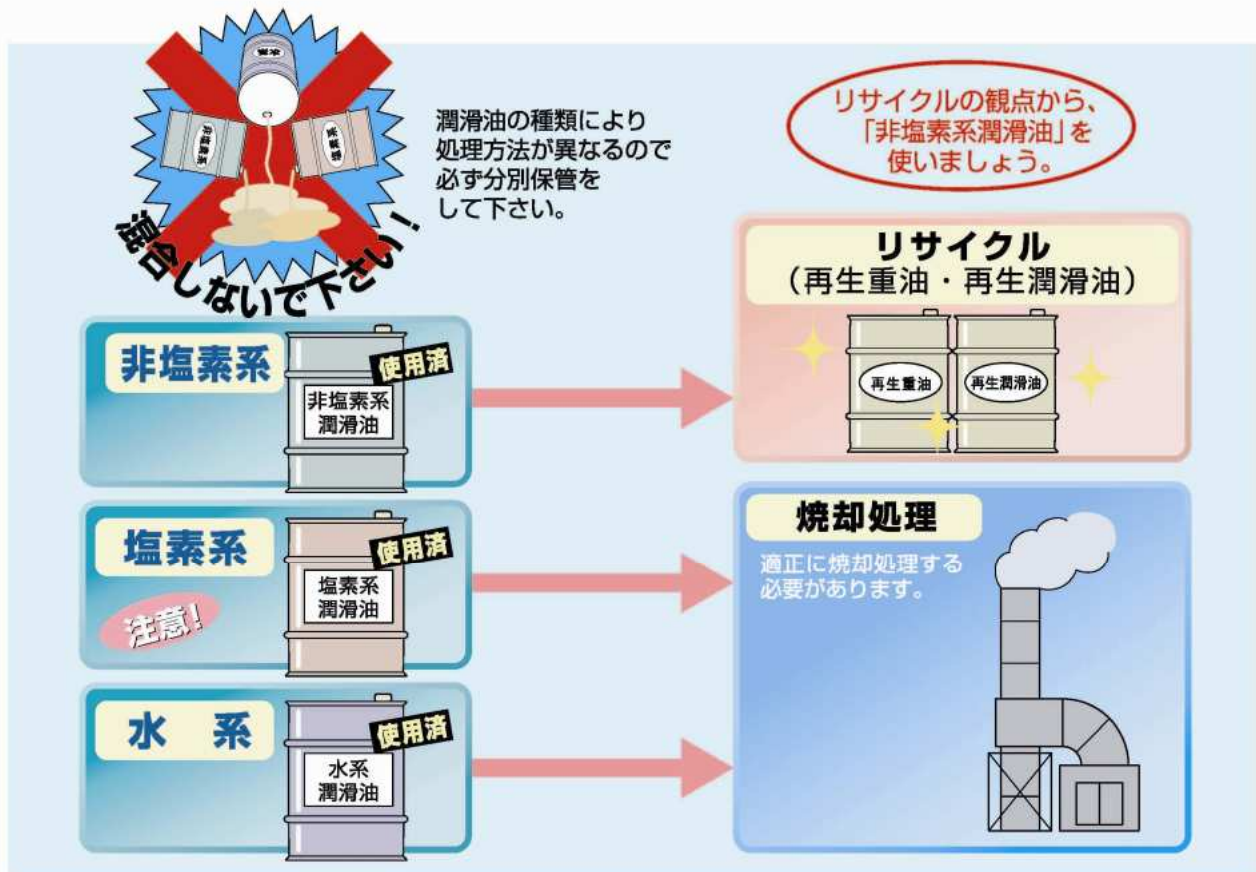 水系
非塩素系
塩素系
混合しないで下さい！
潤滑油の種類により
処理方法が異なるので
必ず分別保管を
して下さい。
リサイクルの観点から、
「非塩素系潤滑油」を
使いましょう。
非塩素系
使用済
非塩素系
潤滑油
リサイクル
（再生重油・再生潤滑油）
再生重油
再生潤滑油
塩素系
注意！
使用済
塩素系
潤滑油
水 系
使用済
水系
潤滑油
焼却処理
適正に焼却処理する
必要があります。